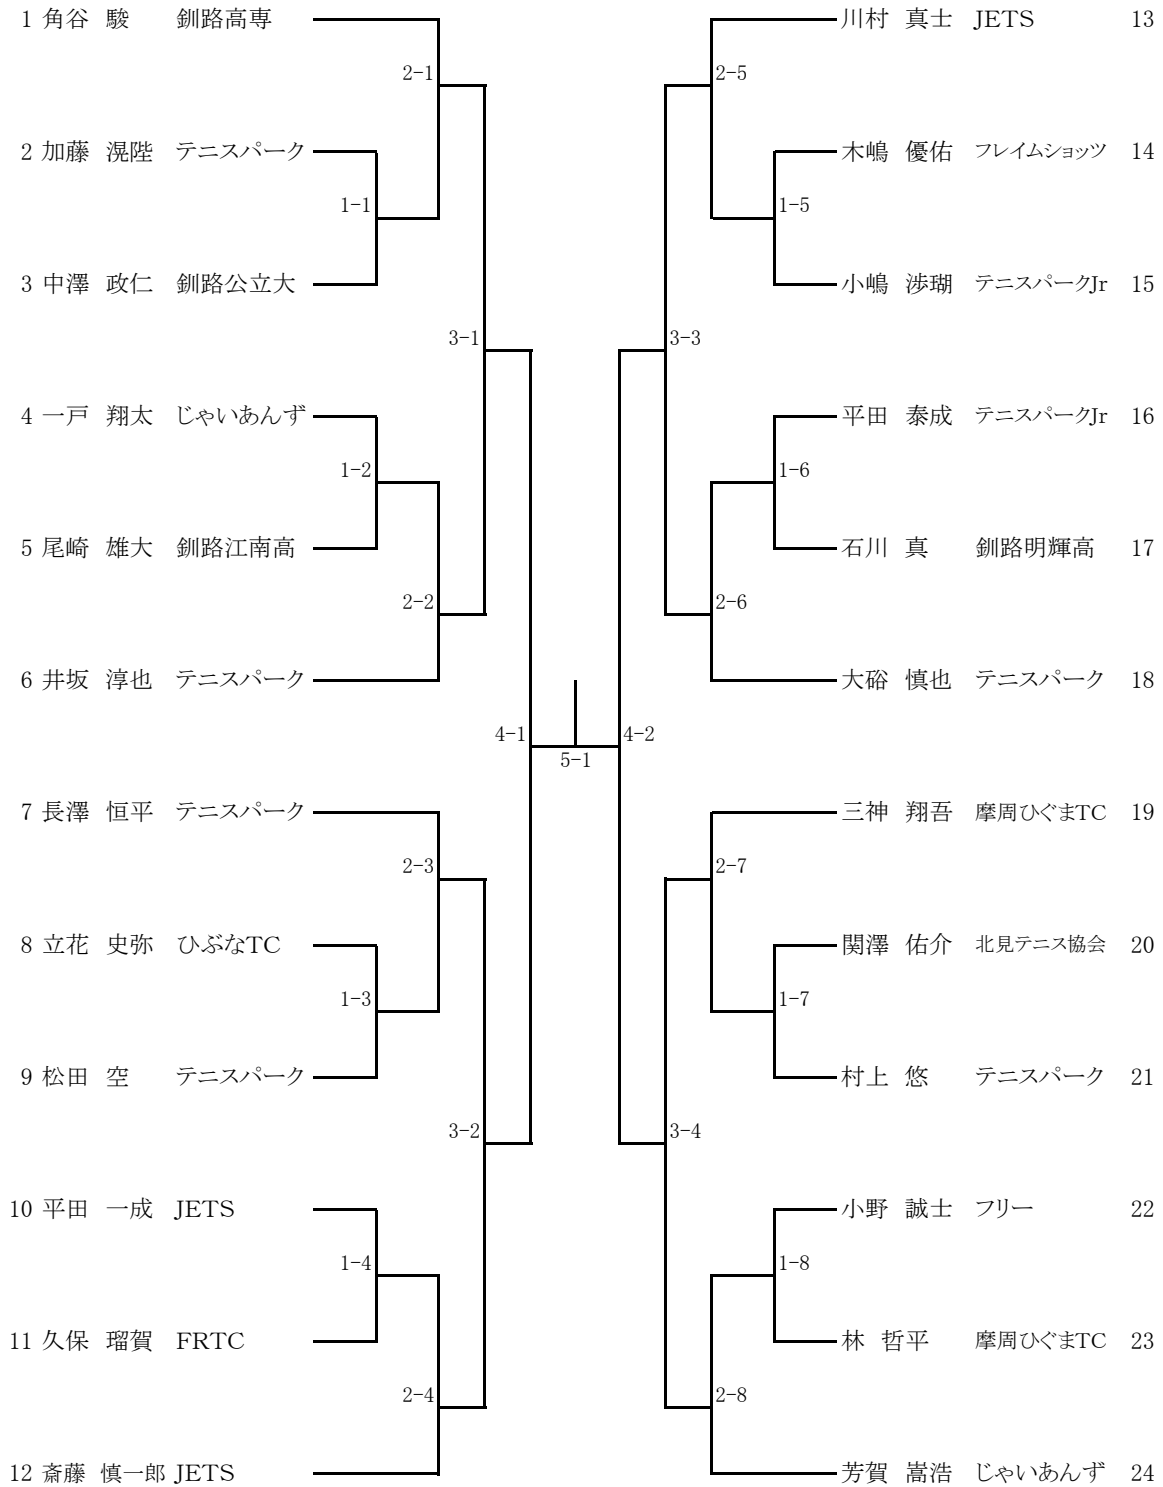 1 角谷 駿 釧路高専
2-1
2 加藤 滉陛 テニスパーク
1-1
3 中澤 政仁 釧路公立大
3-1
4 一戸 翔太 じゃいあんず
1-2
5 尾崎 雄大 釧路江南高
2-2
6 井坂 淳也 テニスパーク
4-1
7 長澤 恒平 テニスパーク
2-3
8 立花 史弥 ひぶなTC
1-3
9 松田 空 テニスパーク
3-2
10 平田 一成 JETS
1-4
11 久保 瑠賀 FRTC
2-4
12 斎藤 慎一郎 JETS
5-1
川村 真士 JETS 13
2-5
木嶋 優佑 フレイムショッツ 14
1-5
小嶋 渉瑚 テニスパークJr 15
3-3
平田 泰成 テニスパークJr 16
1-6
石川 真 釧路明輝高 17
2-6
大硲 慎也 テニスパーク 18
4-2
三神 翔吾 摩周ひぐまTC 19
2-7
関澤 佑介 北見テニス協会 20
1-7
村上 悠 テニスパーク 21
3-4
小野 誠士 フリー 22
1-8
林 哲平 摩周ひぐまTC 23
2-8
芳賀 嵩浩 じゃいあんず 24